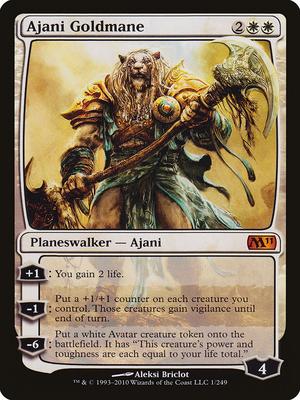 Ajani Goldmane 2
Planeswalker — Ajani M11
+1: You gain 2 life.
Put a +1/+1 counter on each creature you
-1: control. Those creatures gain vigilance until
end of turn.
Put a white Avatar creature token onto the
-6: battlefield. It has "This creature's power and
toughness are each equal to your life total."
4
Aleksi Briclot
™ & © 1993–2010 Wizards of the Coast LLC 1/249